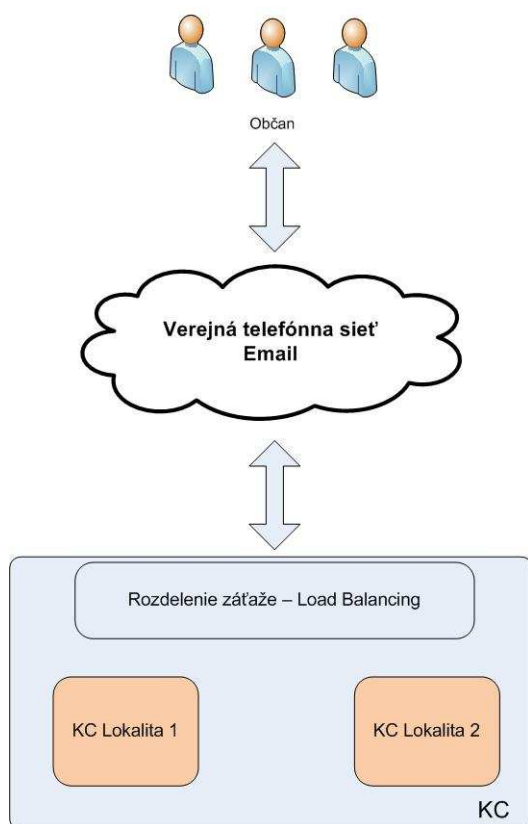 Občan
Verejná telefónna sieť
Email
Rozdelenie záťaže – Load Balancing
KC Lokalita 1
KC Lokalita 2
KC